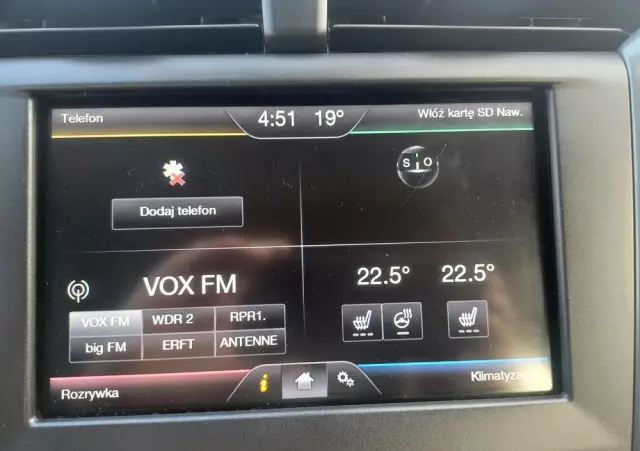 Telefon
4:51 19°
Włóż kartę SD Naw.
S O
Dodaj telefon
VOX FM
22.5° 22.5°
VOX FM WDR 2 RPR1.
big FM ERFT ANTENNE
i
Rozrywka
Klimatyza